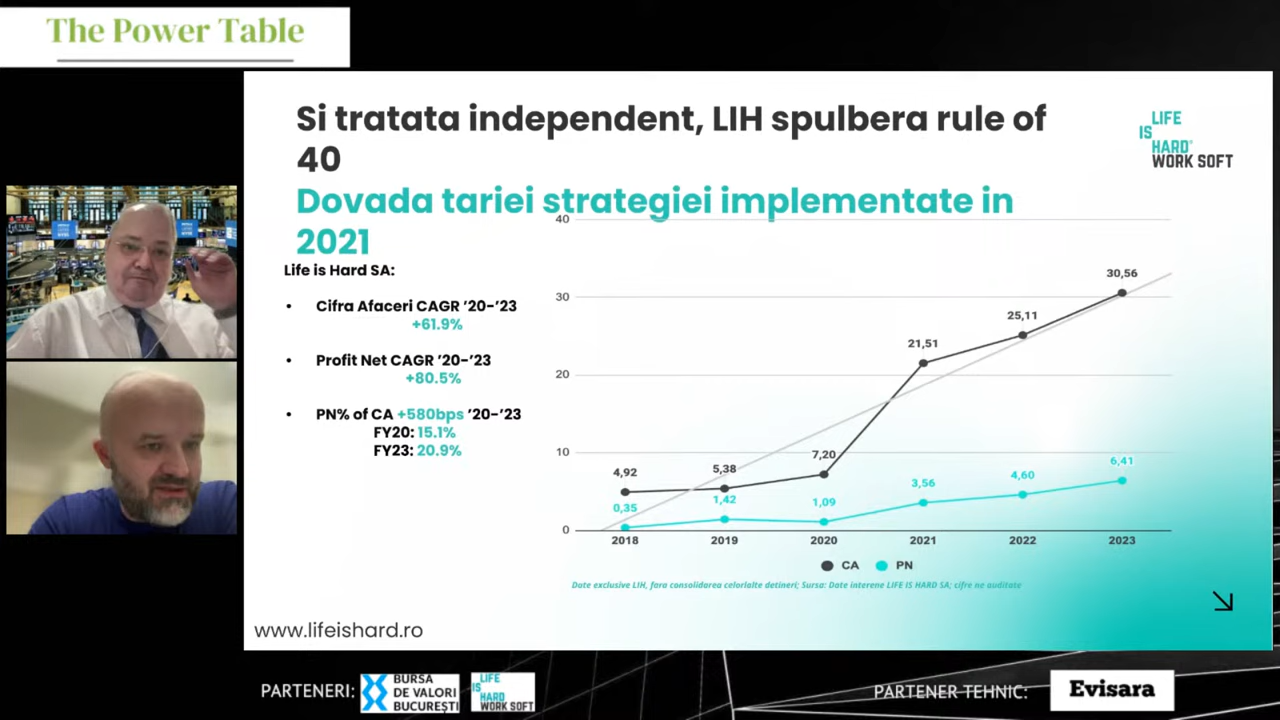 The Power Table
Si tratata independent, LIH spulbera rule of
40
Dovada tariei strategiei implementate in
2021
LIFE
IS
HARD®
WORK SOFT
Life is Hard SA:
• Cifra Afaceri CAGR ’20-’23
+61.9%
• Profit Net CAGR ’20-’23
+80.5%
• PN% of CA +580bps ’20-’23
FY20: 15.1%
FY23: 20.9%
40
30
20
10
0
4,92
5,38
7,20
21,51
25,11
30,56
0,35
1,42
1,09
3,56
4,60
6,41
2018 2019 2020 2021 2022 2023
CA PN
Date exclusive LIH, fara consolidarea celorlalte detineri; Sursa: Date interene LIFE IS HARD SA; cifre ne auditate
www.lifeishard.ro
PARTENERI:
BURSA
DE VALORI
BUCUREȘTI
LIFE
IS
HARD
WORK SOFT
PARTENER TEHNIC:
Evisara